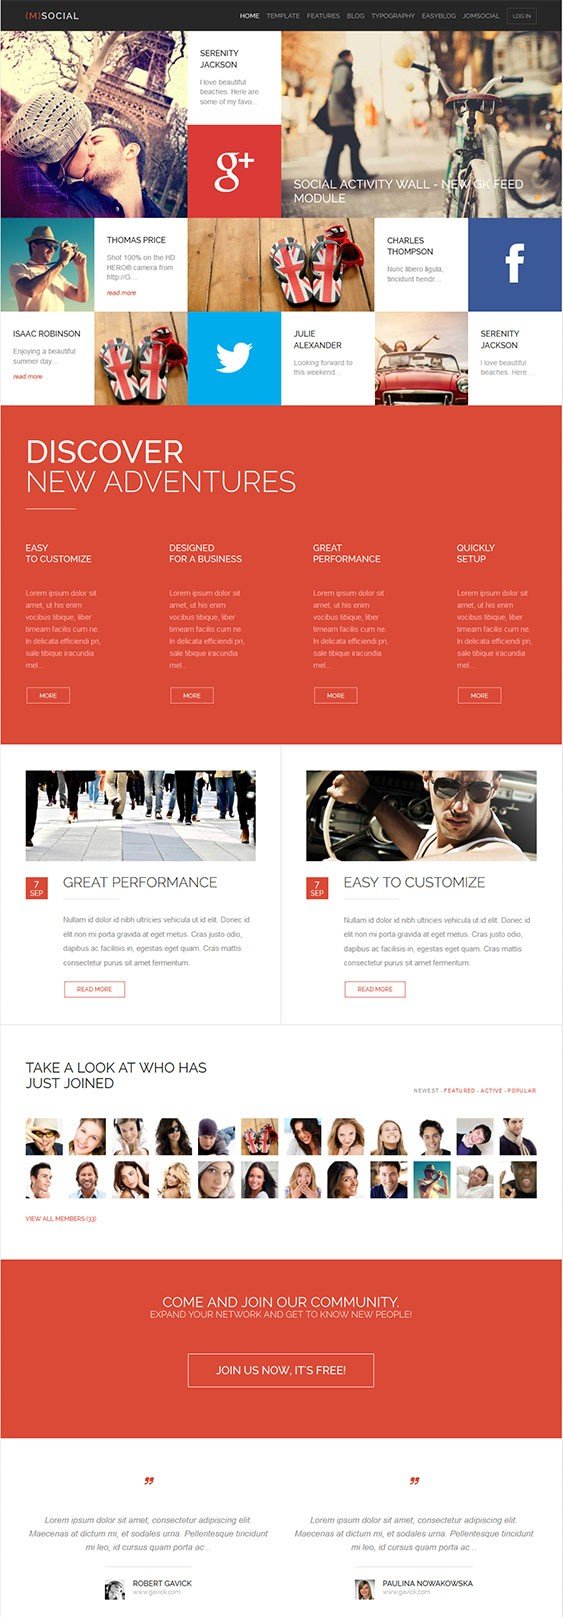 (M)SOCIAL
HOME TEMPLATE FEATURES BLOG TYPOGRAPHY EASYBLOG JOMSOCIAL LOG IN
SERENITY
JACKSON
I love beautiful
beaches. Here are
some of my favo...
g+
SOCIAL ACTIVITY WALL - NEW GK FEED
MODULE
THOMAS PRICE
Shot 100% on the HD
HERO® camera from
http://G...
read more
CHARLES
THOMPSON
Nunc libero ligula,
tincidunt hendr...
f
ISAAC ROBINSON
Enjoying a beautiful
summer day...
read more
JULIE
ALEXANDER
Looking forward to
this weekend...
SERENITY
JACKSON
I love beautiful
beaches. Here ...
DISCOVER
NEW ADVENTURES
EASY
TO CUSTOMIZE
Lorem ipsum dolor sit
amet, ut his enim
vocibus tibique, liber
timeam facilis cum ne.
In delicata efficiendi pri,
sale tibique iracundia
mel...
MORE
DESIGNED
FOR A BUSINESS
Lorem ipsum dolor sit
amet, ut his enim
vocibus tibique, liber
timeam facilis cum ne.
In delicata efficiendi pri,
sale tibique iracundia
mel...
MORE
GREAT
PERFORMANCE
Lorem ipsum dolor sit
amet, ut his enim
vocibus tibique, liber
timeam facilis cum ne.
In delicata efficiendi pri,
sale tibique iracundia
mel...
MORE
QUICKLY
SETUP
Lorem ipsum dolor sit
amet, ut his enim
vocibus tibique, liber
timeam facilis cum ne.
In delicata efficiendi pri,
sale tibique iracundia
mel...
MORE
7
SEP
GREAT PERFORMANCE
Nullam id dolor id nibh ultricies vehicula ut id elit. Donec id
elit non mi porta gravida at eget metus. Cras justo odio,
dapibus ac facilisis in, egestas eget quam. Cras mattis
consectetur purus sit amet fermentum.
READ MORE
7
SEP
EASY TO CUSTOMIZE
Nullam id dolor id nibh ultricies vehicula ut id elit. Donec id
elit non mi porta gravida at eget metus. Cras justo odio,
dapibus ac facilisis in, egestas eget quam. Cras mattis
consectetur purus sit amet fermentum.
READ MORE
TAKE A LOOK AT WHO HAS
JUST JOINED
NEWEST - FEATURED - ACTIVE - POPULAR
VIEW ALL MEMBERS (33)
COME AND JOIN OUR COMMUNITY.
EXPAND YOUR NETWORK AND GET TO KNOW NEW PEOPLE!
JOIN US NOW, IT'S FREE!
”
Lorem ipsum dolor sit amet, consectetur adipiscing elit.
Maecenas at dictum mi, et sodales urna. Pellentesque tincidunt
mi leo, id cursus quam porta ac...
ROBERT GAVICK
www.gavick.com
”
Lorem ipsum dolor sit amet, consectetur adipiscing elit.
Maecenas at dictum mi, et sodales urna. Pellentesque tincidunt
mi leo, id cursus quam porta ac...
PAULINA NOWAKOWSKA
www.gavick.com